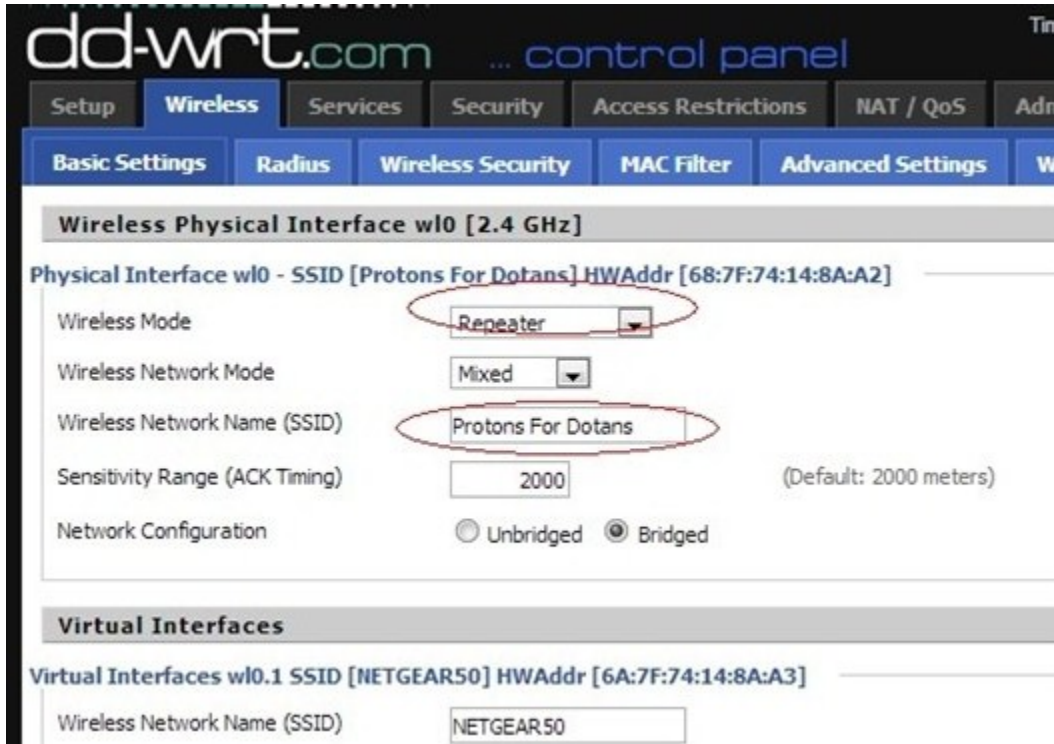 dd-wrt.com ... control panel
Setup Wireless Services Security Access Restrictions NAT / QoS
Basic Settings Radius Wireless Security MAC Filter Advanced Settings
Wireless Physical Interface wl0 [2.4 GHz]
Physical Interface wl0 - SSID [Protons For Dotans] HWAddr [68:7F:74:14:8A:A2]
Wireless Mode Repeater
Wireless Network Mode Mixed
Wireless Network Name (SSID) Protons For Dotans
Sensitivity Range (ACK Timing) 2000 (Default: 2000 meters)
Network Configuration Unbridged Bridged
Virtual Interfaces
Virtual Interfaces wl0.1 SSID [NETGEAR50] HWAddr [6A:7F:74:14:8A:A3]
Wireless Network Name (SSID) NETGEAR50